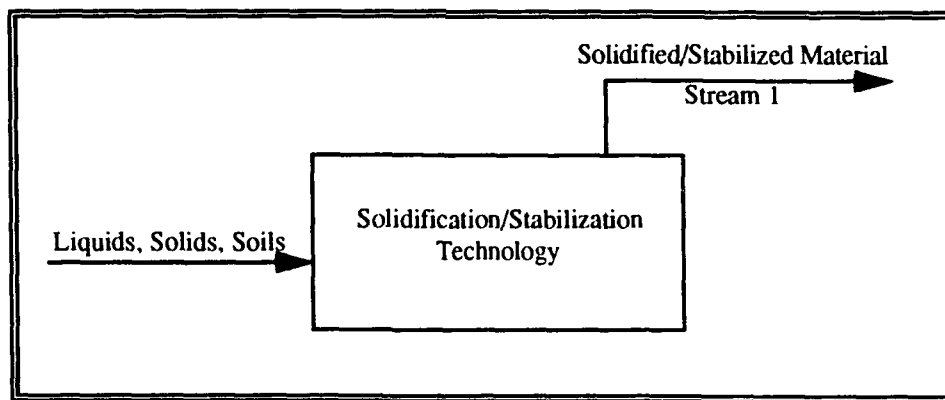 Solidified/Stabilized Material
Stream 1
Solidification/Stabilization
Technology
Liquids, Solids, Soils